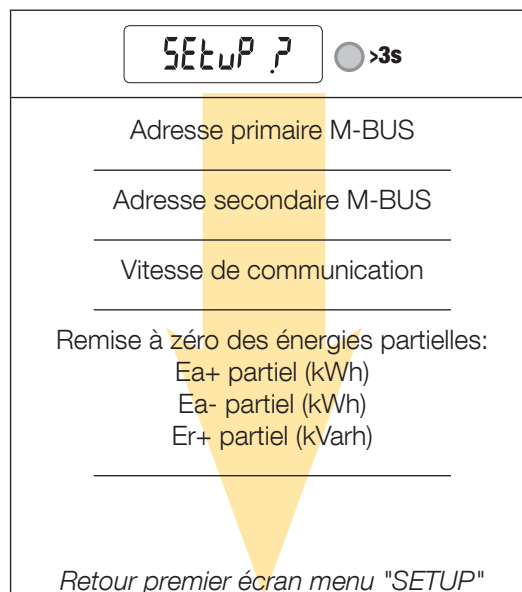 SEtuP ? >3s
Adresse primaire M-BUS
Adresse secondaire M-BUS
Vitesse de communication
Remise à zéro des énergies partielles:
Ea+ partiel (kWh)
Ea- partiel (kWh)
Er+ partiel (kVarh)
Retour premier écran menu "SETUP"